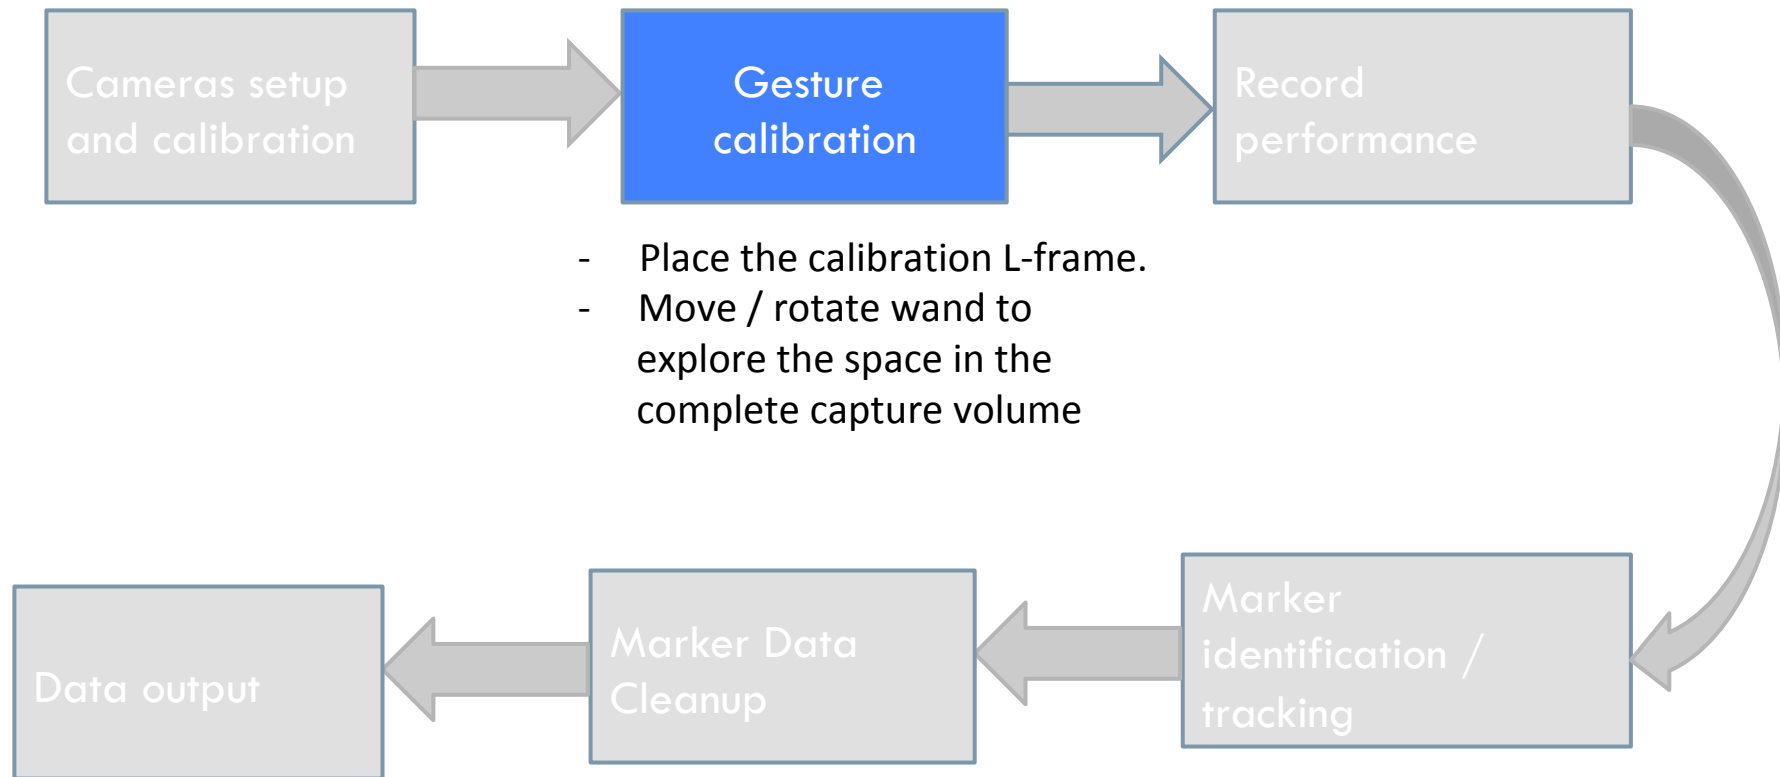 Cameras setup
and calibration
Gesture
calibration
Record
performance
- Place the calibration L-frame.
- Move / rotate wand to
explore the space in the
complete capture volume
Marker
identification /
tracking
Marker Data
Cleanup
Data output